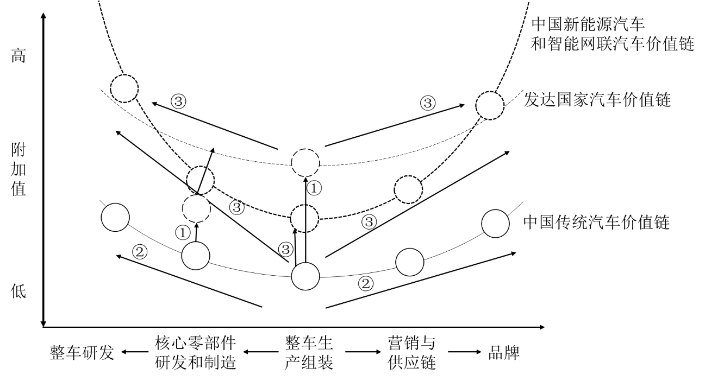 中国新能源汽车
和智能网联汽车价值链
高
③
③
发达国家汽车价值链
附
加
值
①
③
③
中国传统汽车价值链
①
③
②
②
低
整车研发
核心零部件
研发和制造
整车生
产组装
营销与
供应链
品牌